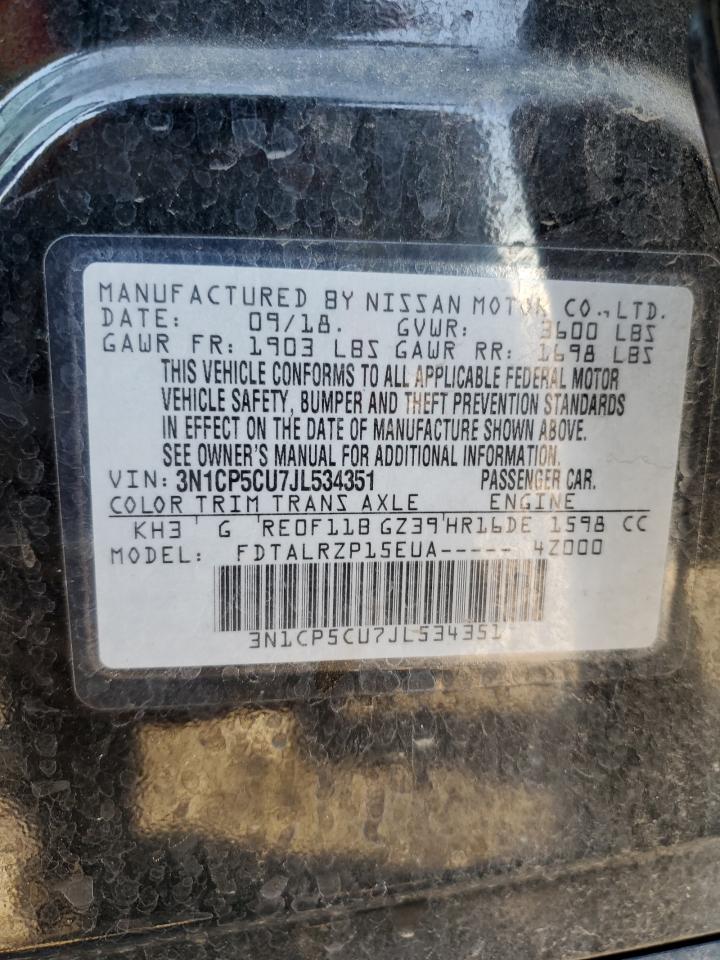 MANUFACTURED BY NISSAN MOTOR CO., LTD.
DATE: 09/18. GVWR: 3600 LBS
GAWR FR: 1903 LBS GAWR RR: 1698 LBS
THIS VEHICLE CONFORMS TO ALL APPLICABLE FEDERAL MOTOR
VEHICLE SAFETY, BUMPER AND THEFT PREVENTION STANDARDS
IN EFFECT ON THE DATE OF MANUFACTURE SHOWN ABOVE.
SEE OWNER'S MANUAL FOR ADDITIONAL INFORMATION.
VIN: 3N1CP5CU7JL534351 PASSENGER CAR.
COLOR TRIM TRANS AXLE ENGINE
KH3 G RE0F11B GZ39 HR16DE 1598 CC
MODEL: FDTALRZP15EUA----- 4Z000
3N1CP5CU7JL534351